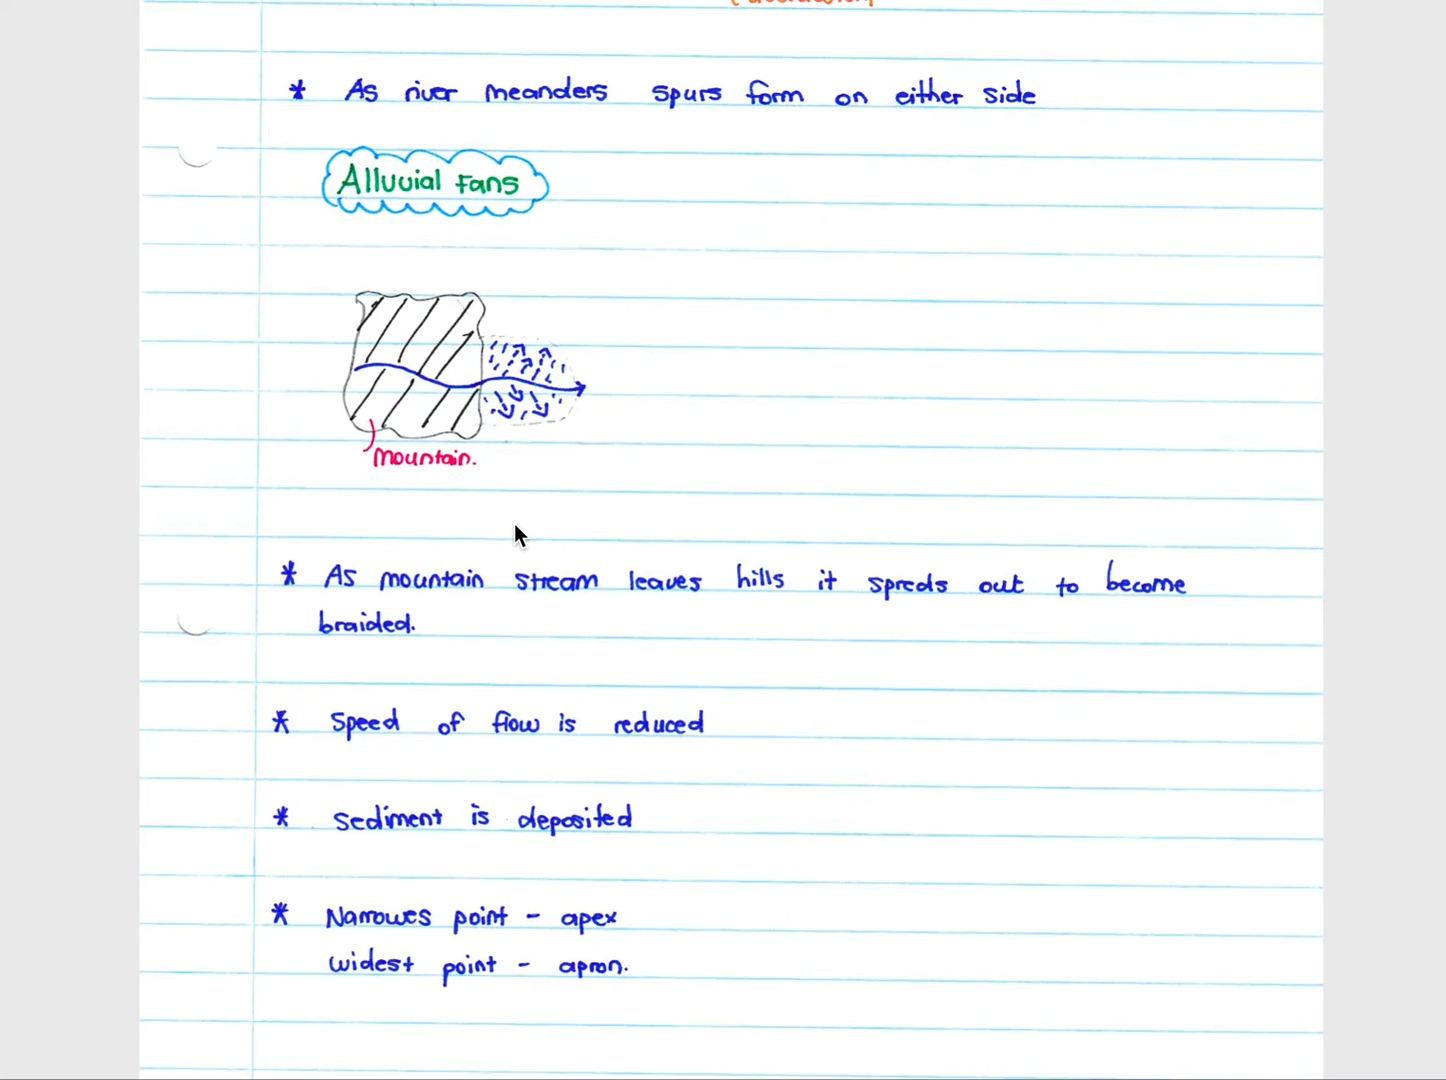 * As river meanders spurs form on either side
Alluvial Fans
Mountain.
* As mountain stream leaves hills it spreds out to become
braided.
* Speed of flow is reduced
* sediment is deposited
* Narrowes point - apex
widest point - apron.